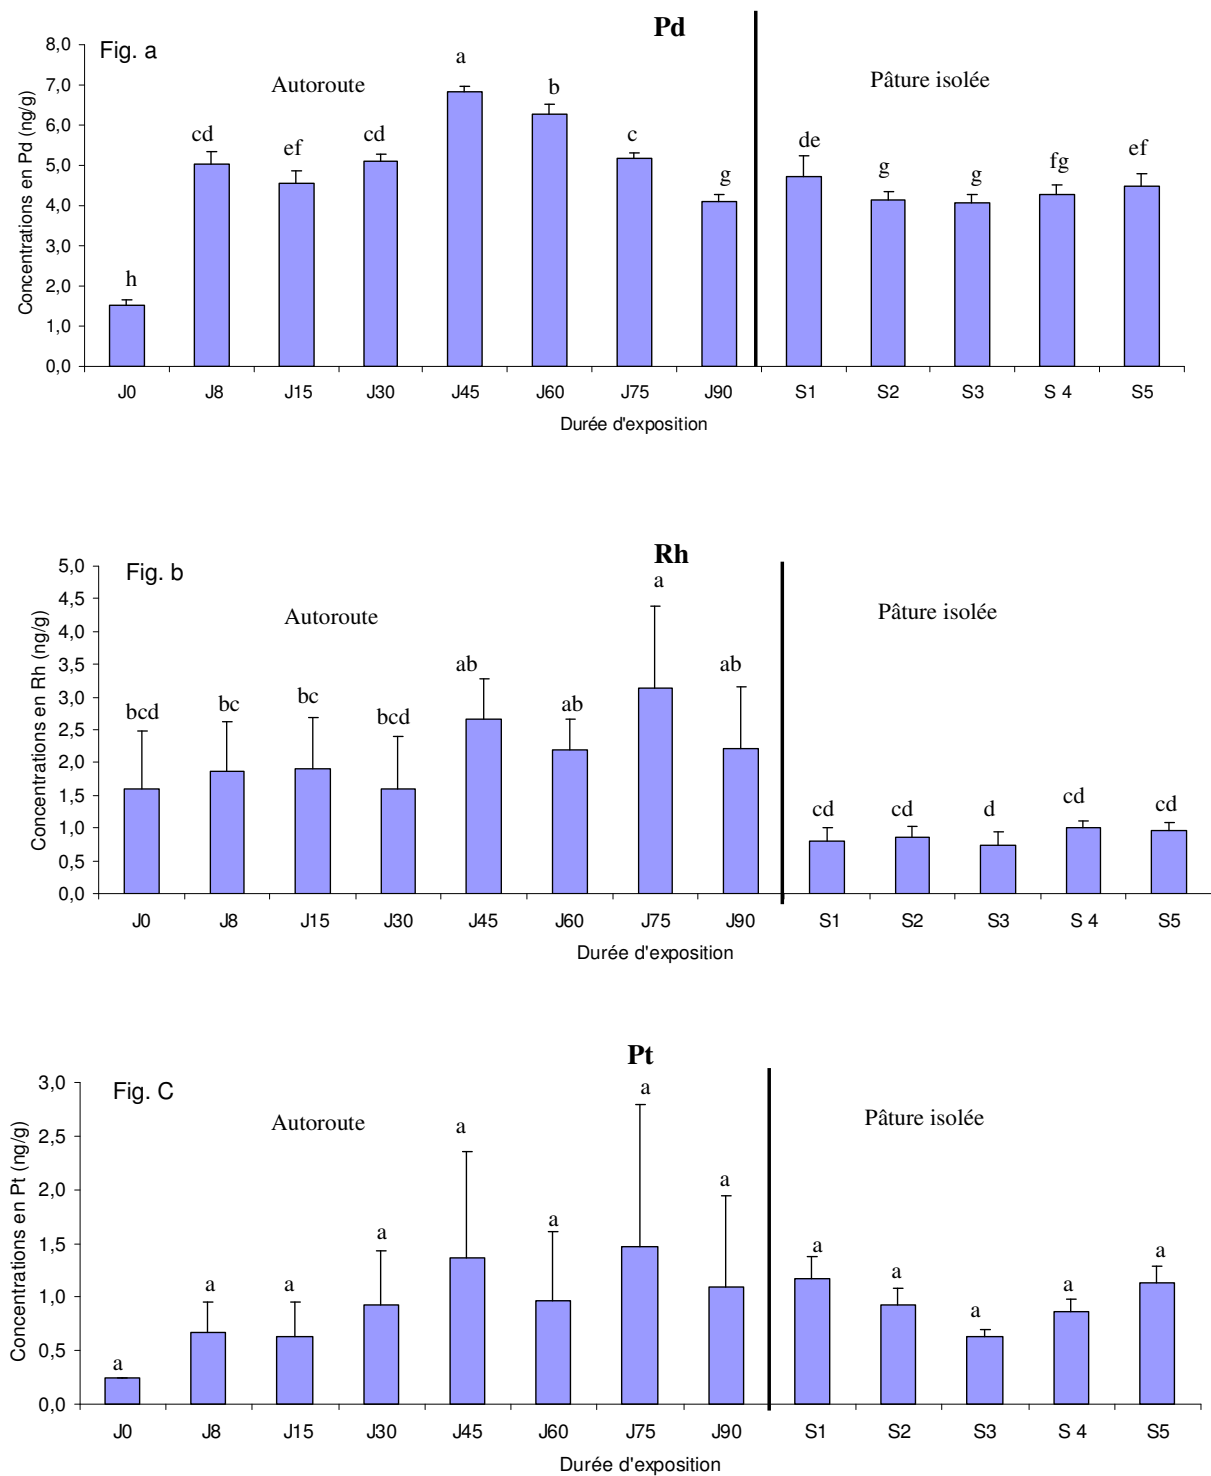 Pd
Fig. a
Autoroute
Pâture isolée
Concentrations en Pd (ng/g)
8,0
7,0
6,0
5,0
4,0
3,0
2,0
1,0
0,0
h cd ef cd a b c g de g g fg ef
J0 J8 J15 J30 J45 J60 J75 J90 S1 S2 S3 S 4 S5
Durée d'exposition
Rh
Fig. b
Autoroute
Pâture isolée
Concentrations en Rh (ng/g)
5,0
4,5
4,0
3,5
3,0
2,5
2,0
1,5
1,0
0,5
0,0
bcd bc bc bcd ab ab a ab cd cd d cd cd
J0 J8 J15 J30 J45 J60 J75 J90 S1 S2 S3 S 4 S5
Durée d'exposition
Pt
Fig. C
Autoroute
Pâture isolée
Concentrations en Pt (ng/g)
3,0
2,5
2,0
1,5
1,0
0,5
0,0
a a a a a a a a a a a a a
J0 J8 J15 J30 J45 J60 J75 J90 S1 S2 S3 S 4 S5
Durée d'exposition